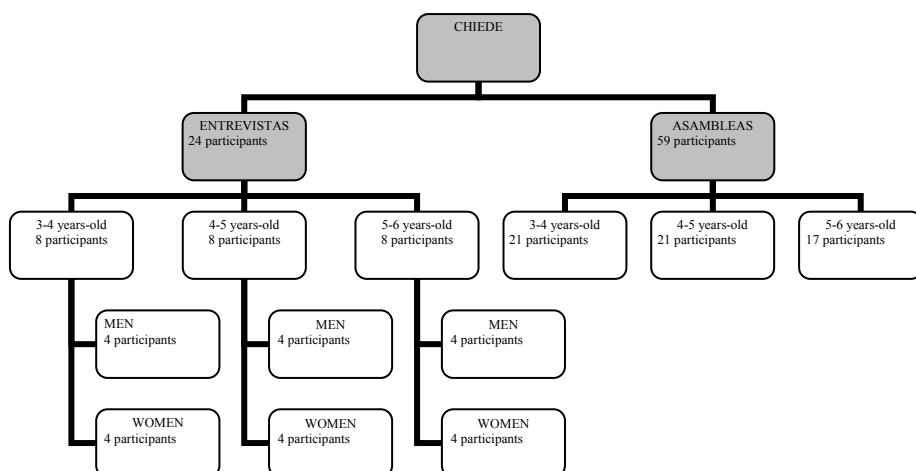 CHIEDE
ENTREVISTAS
24 participants
ASAMBLEAS
59 participants
3-4 years-old
8 participants
4-5 years-old
8 participants
5-6 years-old
8 participants
3-4 years-old
21 participants
4-5 years-old
21 participants
5-6 years-old
17 participants
MEN
4 participants
MEN
4 participants
MEN
4 participants
WOMEN
4 participants
WOMEN
4 participants
WOMEN
4 participants